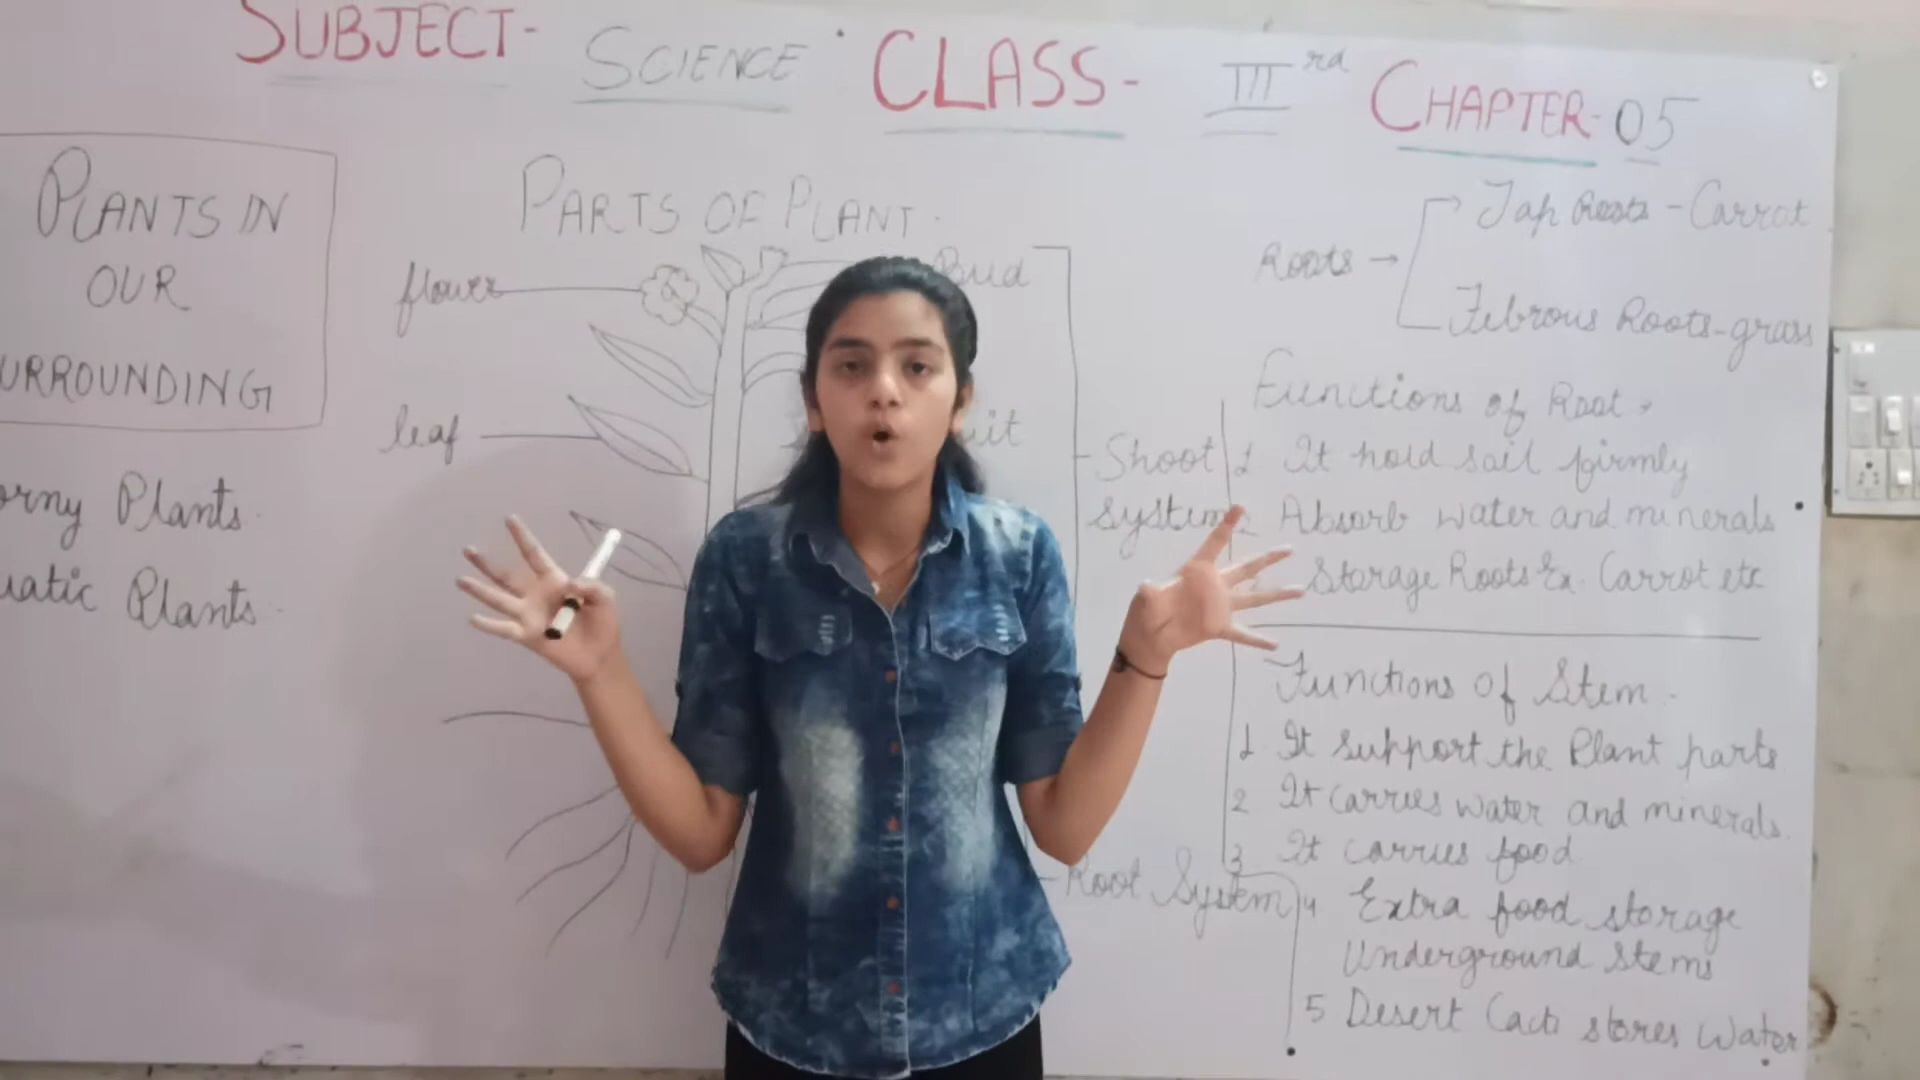 SUBJECT- SCIENCE CLASS- IIIrd CHAPTER-05
PLANTS IN
OUR
URROUNDING
orny Plants.
uatic Plants.
PARTS OF PLANT.
flower
Bud
leaf
uit
Shoot
system
Root System
Roots → Tap Roots - Carrot
Febrous Roots-grass
Functions of Root
1 It hold soil firmly
2 Absorb water and minerals
Storage Roots Ex. Carrot etc
Functions of Stem.
1 It support the Plant parts
2 It carries water and minerals.
3 It carries food
4 Extra food storage
Underground stems
5 Desert Cacti stores Water